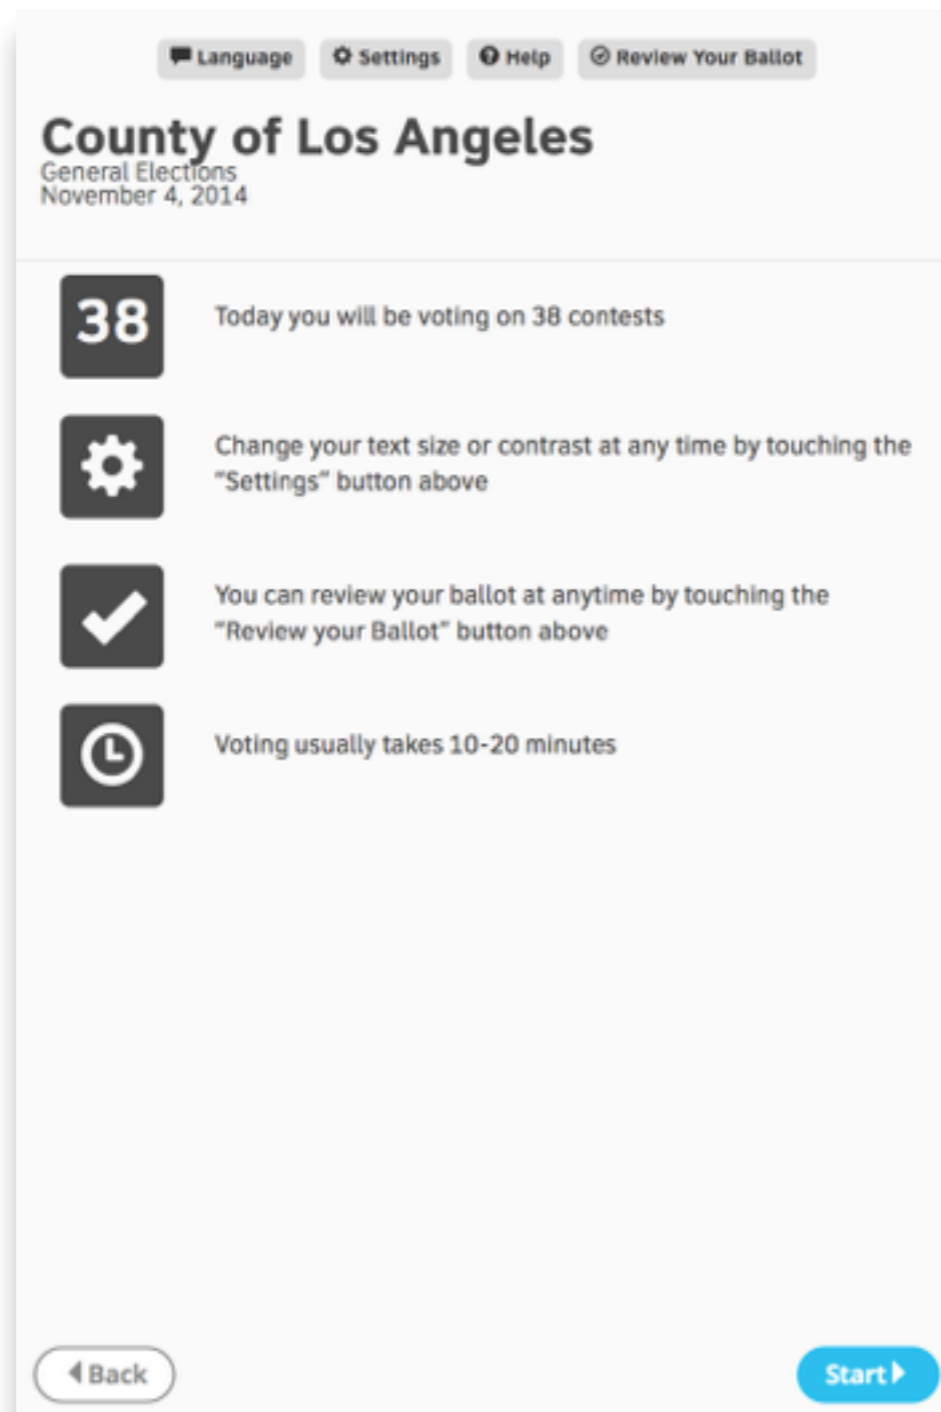 Language Settings Help Review Your Ballot
County of Los Angeles
General Elections
November 4, 2014
38
Today you will be voting on 38 contests
Change your text size or contrast at any time by touching the
"Settings" button above
You can review your ballot at anytime by touching the
"Review your Ballot" button above
Voting usually takes 10-20 minutes
Back
Start